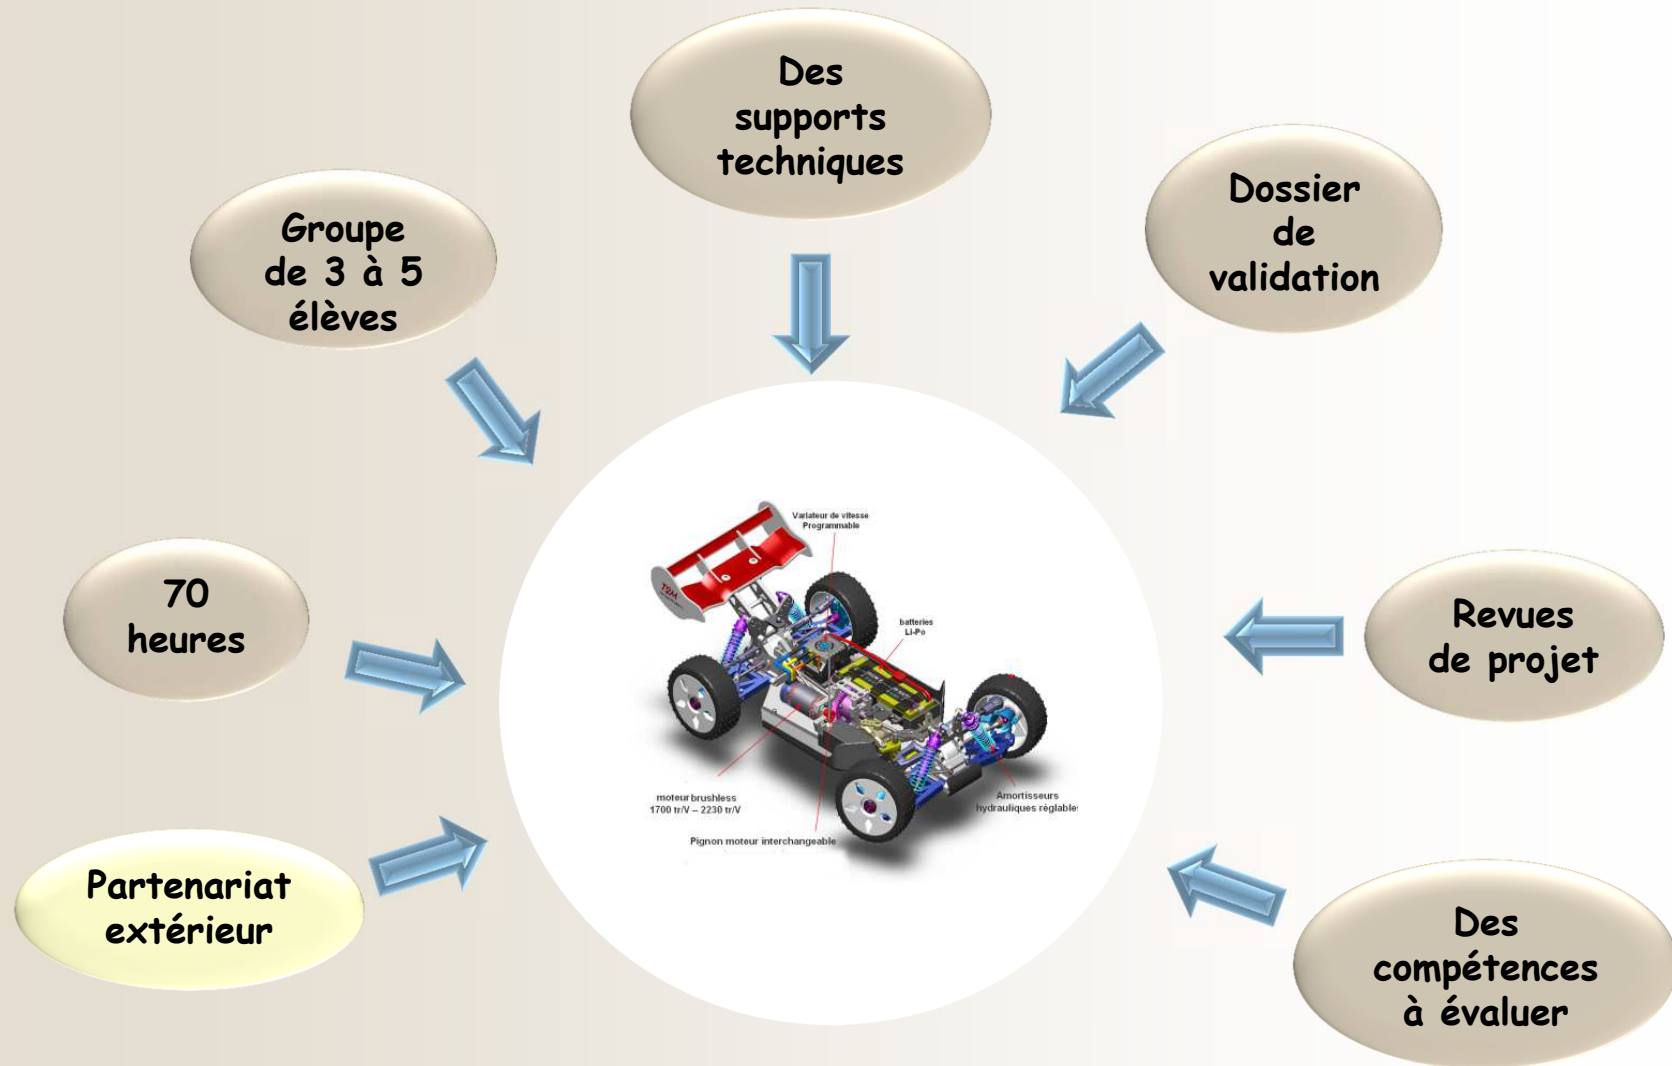 Des
supports
techniques
Dossier
de
validation
Groupe
de 3 à 5
élèves
Variateur de vitesse
Programmable
T2M
batteries
Li-Po
70
heures
Revues
de projet
moteur brushless
1700 tr/V – 2230 tr/V
Amortisseurs
hydrauliques réglables
Pignon moteur interchangeable
Partenariat
extérieur
Des
compétences
à évaluer